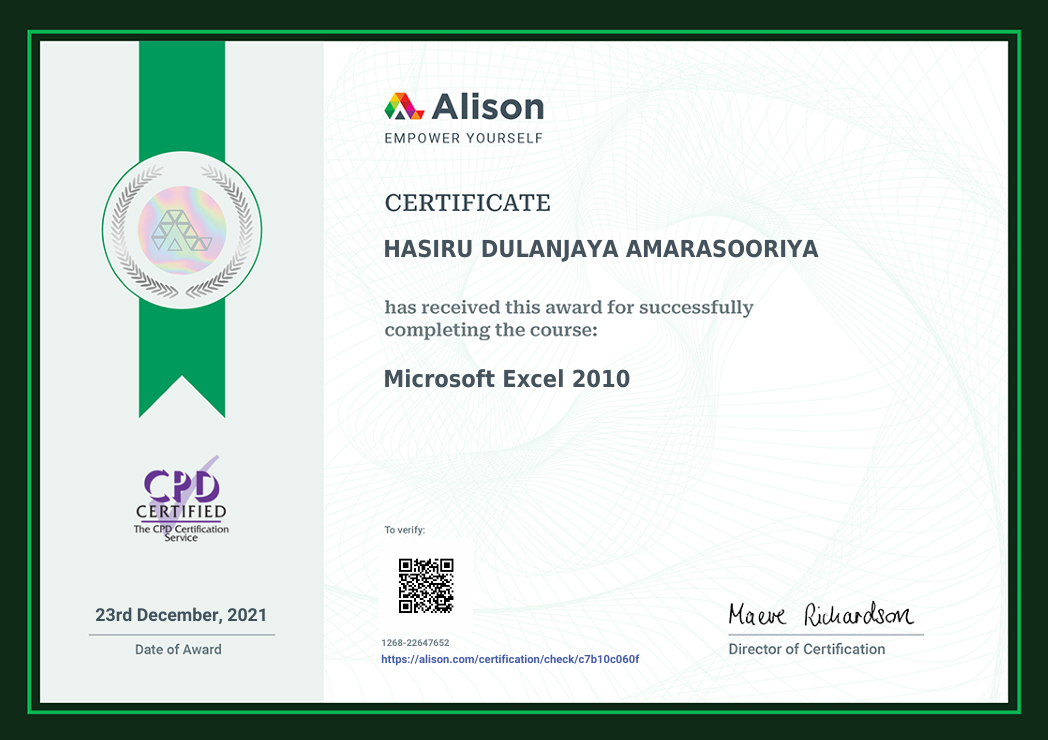 Alison
EMPOWER YOURSELF
CERTIFICATE
HASIRU DULANJAYA AMARASOORIYA
has received this award for successfully
completing the course:
Microsoft Excel 2010
CPD
CERTIFIED
The CPD Certification
Service
23rd December, 2021
Date of Award
To verify:
1268-22647652
https://alison.com/certification/check/c7b10c060f
Maeve Richardson
Director of Certification